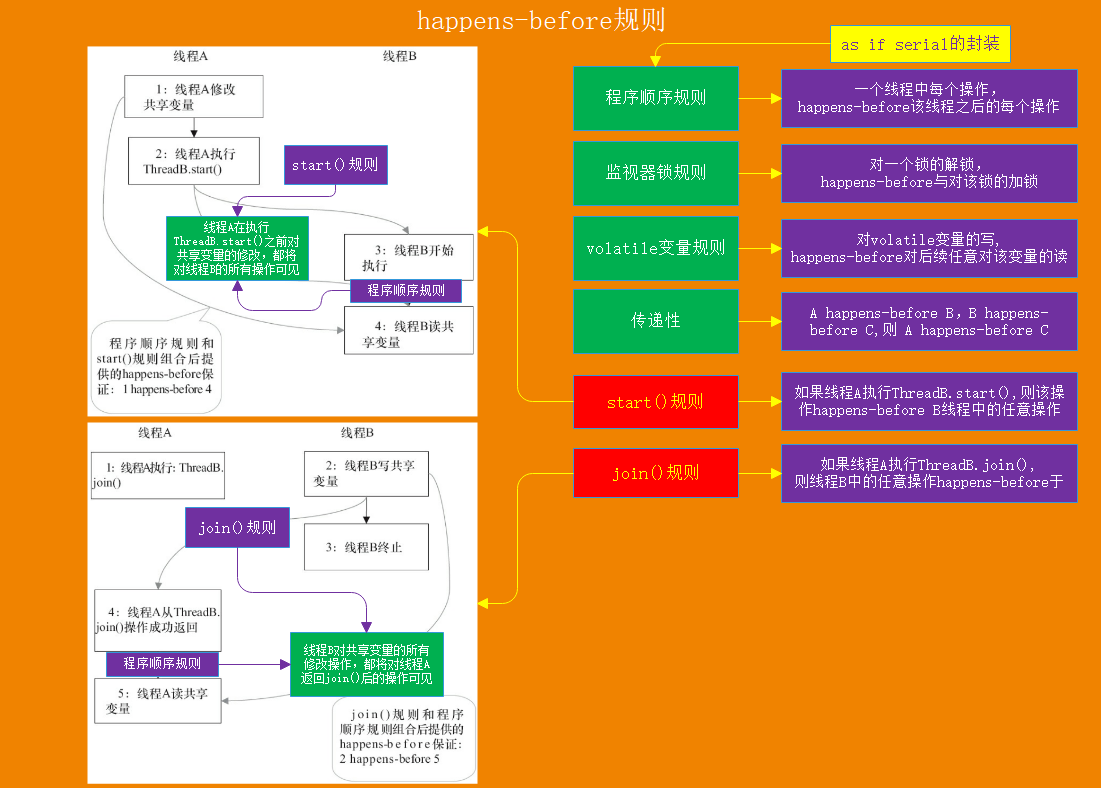 happens-before规则
线程A
线程B
1：线程A修改
共享变量
2：线程A执行
ThreadB.start()
start()规则
线程A在执行
ThreadB.start()之前对
共享变量的修改，都将
对线程B的所有操作可见
3：线程B开始
执行
程序顺序规则
4：线程B读共
享变量
程序顺序规则和
start()规则组合后提
供的happens-before保
证：1 happens-before 4
线程A
线程B
1：线程A执行: ThreadB.
join()
2：线程B写共享
变量
join()规则
3：线程B终止
4：线程A从ThreadB.
join()操作成功返回
程序顺序规则
线程B对共享变量的所有
修改操作，都将对线程A
返回join()后的操作可见
5：线程A读共享
变量
join()规则和程序
顺序规则组合后提供的
happens-before保证：
2 happens-before 5
as if serial的封装
程序顺序规则
一个线程中每个操作，
happens-before该线程之后的每个操作
监视器锁规则
对一个锁的解锁，
happens-before与对该锁的加锁
volatile变量规则
对volatile变量的写,
happens-before对后续任意对该变量的读
传递性
A happens-before B，B happens-
before C,则 A happens-before C
start()规则
如果线程A执行ThreadB.start(),则该操
作happens-before B线程中的任意操作
join()规则
如果线程A执行ThreadB.join(),
则线程B中的任意操作happens-before于